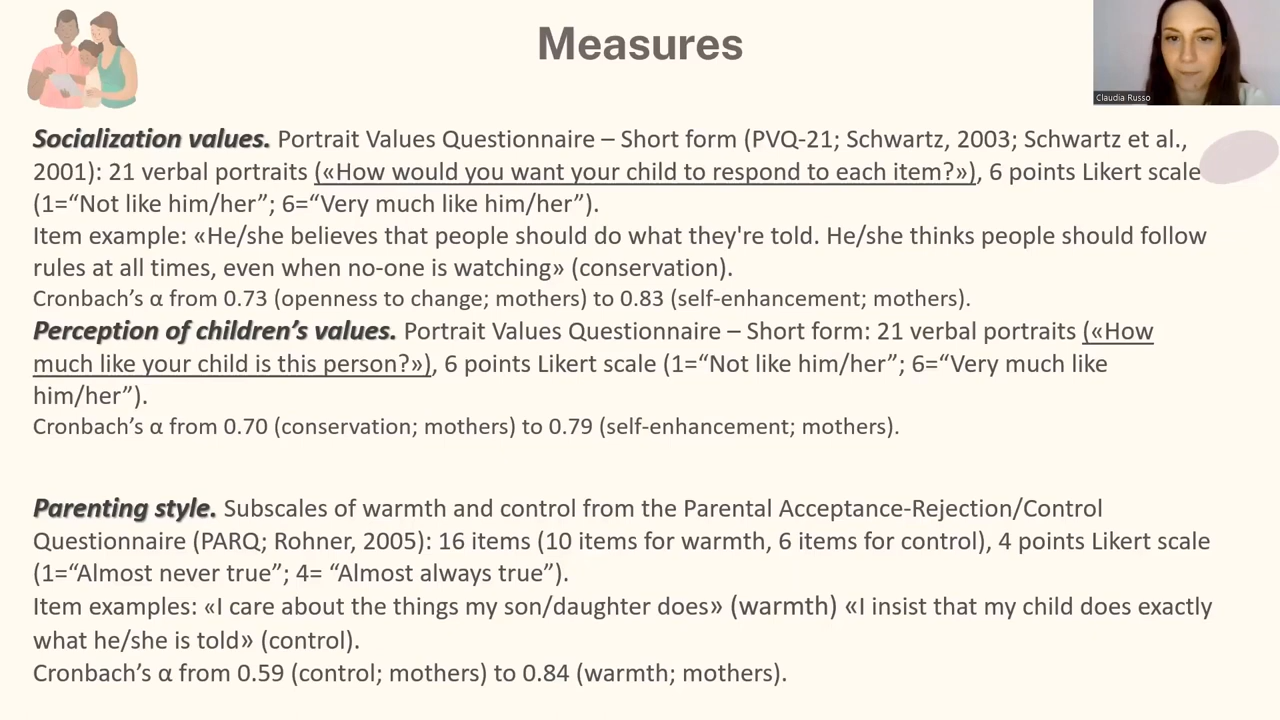 Measures
Claudia Russo
Socialization values. Portrait Values Questionnaire – Short form (PVQ-21; Schwartz, 2003; Schwartz et al.,
2001): 21 verbal portraits («How would you want your child to respond to each item?»), 6 points Likert scale
(1=“Not like him/her”; 6=“Very much like him/her”).
Item example: «He/she believes that people should do what they're told. He/she thinks people should follow
rules at all times, even when no-one is watching» (conservation).
Cronbach’s α from 0.73 (openness to change; mothers) to 0.83 (self-enhancement; mothers).
Perception of children’s values. Portrait Values Questionnaire – Short form: 21 verbal portraits («How
much like your child is this person?»), 6 points Likert scale (1=“Not like him/her”; 6=“Very much like
him/her”).
Cronbach’s α from 0.70 (conservation; mothers) to 0.79 (self-enhancement; mothers).
Parenting style. Subscales of warmth and control from the Parental Acceptance-Rejection/Control
Questionnaire (PARQ; Rohner, 2005): 16 items (10 items for warmth, 6 items for control), 4 points Likert scale
(1=“Almost never true”; 4= “Almost always true”).
Item examples: «I care about the things my son/daughter does» (warmth) «I insist that my child does exactly
what he/she is told» (control).
Cronbach’s α from 0.59 (control; mothers) to 0.84 (warmth; mothers).